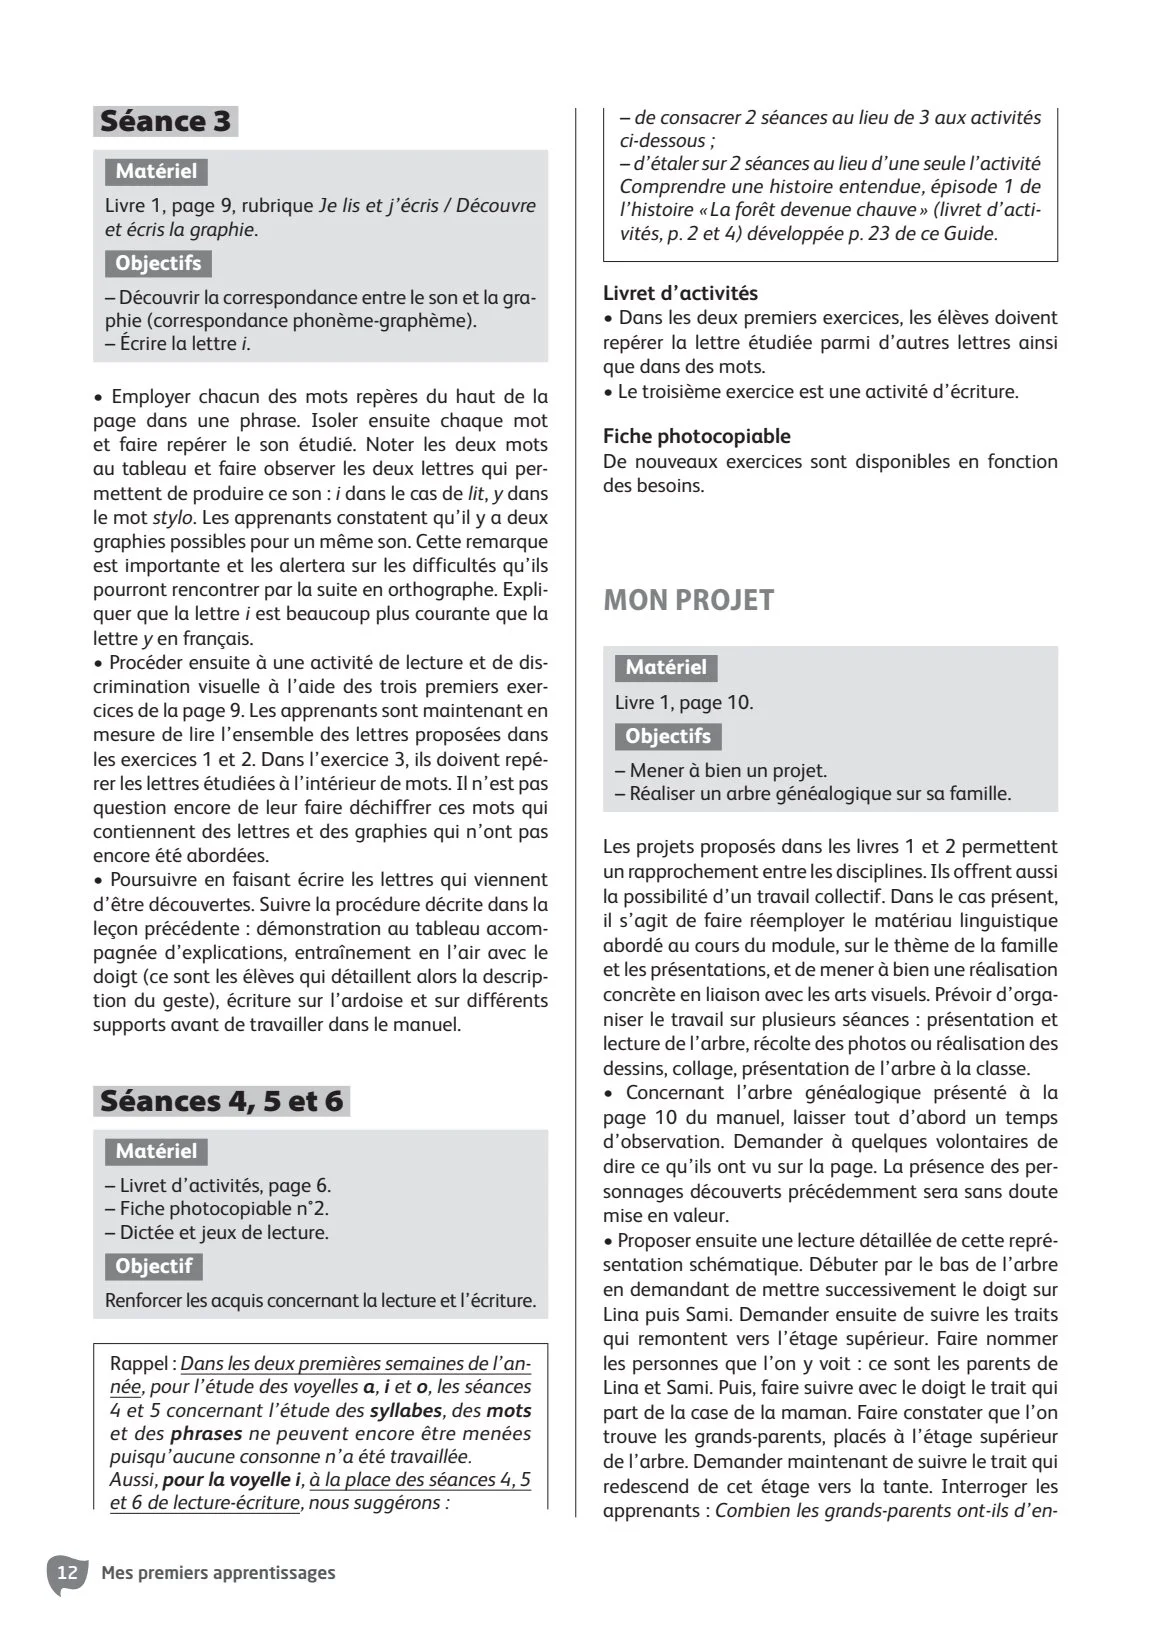 Séance 3
Matériel
Livre 1, page 9, rubrique Je lis et j’écris / Découvre
et écris la graphie.
Objectifs
– Découvrir la correspondance entre le son et la gra-
phie (correspondance phonème-graphème).
– Écrire la lettre i.
• Employer chacun des mots repères du haut de la
page dans une phrase. Isoler ensuite chaque mot
et faire repérer le son étudié. Noter les deux mots
au tableau et faire observer les deux lettres qui per-
mettent de produire ce son : i dans le cas de lit, y dans
le mot stylo. Les apprenants constatent qu’il y a deux
graphies possibles pour un même son. Cette remarque
est importante et les alertera sur les difficultés qu’ils
pourront rencontrer par la suite en orthographe. Expli-
quer que la lettre i est beaucoup plus courante que la
lettre y en français.
• Procéder ensuite à une activité de lecture et de dis-
crimination visuelle à l’aide des trois premiers exer-
cices de la page 9. Les apprenants sont maintenant en
mesure de lire l’ensemble des lettres proposées dans
les exercices 1 et 2. Dans l’exercice 3, ils doivent repé-
rer les lettres étudiées à l’intérieur de mots. Il n’est pas
question encore de leur faire déchiffrer ces mots qui
contiennent des lettres et des graphies qui n’ont pas
encore été abordées.
• Poursuivre en faisant écrire les lettres qui viennent
d’être découvertes. Suivre la procédure décrite dans la
leçon précédente : démonstration au tableau accom-
pagnée d’explications, entraînement en l’air avec le
doigt (ce sont les élèves qui détaillent alors la descrip-
tion du geste), écriture sur l’ardoise et sur différents
supports avant de travailler dans le manuel.
Séances 4, 5 et 6
Matériel
– Livret d’activités, page 6.
– Fiche photocopiable n°2.
– Dictée et jeux de lecture.
Objectif
Renforcer les acquis concernant la lecture et l’écriture.
Rappel : Dans les deux premières semaines de l’an-
née, pour l’étude des voyelles a, i et o, les séances
4 et 5 concernant l’étude des syllabes, des mots
et des phrases ne peuvent encore être menées
puisqu’aucune consonne n’a été travaillée.
Aussi, pour la voyelle i, à la place des séances 4, 5
et 6 de lecture-écriture, nous suggérons :
– de consacrer 2 séances au lieu de 3 aux activités
ci-dessous ;
– d’étaler sur 2 séances au lieu d’une seule l’activité
Comprendre une histoire entendue, épisode 1 de
l’histoire « La forêt devenue chauve » (livret d’acti-
vités, p. 2 et 4) développée p. 23 de ce Guide.
Livret d’activités
• Dans les deux premiers exercices, les élèves doivent
repérer la lettre étudiée parmi d’autres lettres ainsi
que dans des mots.
• Le troisième exercice est une activité d’écriture.
Fiche photocopiable
De nouveaux exercices sont disponibles en fonction
des besoins.
MON PROJET
Matériel
Livre 1, page 10.
Objectifs
– Mener à bien un projet.
– Réaliser un arbre généalogique sur sa famille.
Les projets proposés dans les livres 1 et 2 permettent
un rapprochement entre les disciplines. Ils offrent aussi
la possibilité d’un travail collectif. Dans le cas présent,
il s’agit de faire réemployer le matériau linguistique
abordé au cours du module, sur le thème de la famille
et les présentations, et de mener à bien une réalisation
concrète en liaison avec les arts visuels. Prévoir d’orga-
niser le travail sur plusieurs séances : présentation et
lecture de l’arbre, récolte des photos ou réalisation des
dessins, collage, présentation de l’arbre à la classe.
• Concernant l’arbre généalogique présenté à la
page 10 du manuel, laisser tout d’abord un temps
d’observation. Demander à quelques volontaires de
dire ce qu’ils ont vu sur la page. La présence des per-
sonnages découverts précédemment sera sans doute
mise en valeur.
• Proposer ensuite une lecture détaillée de cette repré-
sentation schématique. Débuter par le bas de l’arbre
en demandant de mettre successivement le doigt sur
Lina puis Sami. Demander ensuite de suivre les traits
qui remontent vers l’étage supérieur. Faire nommer
les personnes que l’on y voit : ce sont les parents de
Lina et Sami. Puis, faire suivre avec le doigt le trait qui
part de la case de la maman. Faire constater que l’on
trouve les grands-parents, placés à l’étage supérieur
de l’arbre. Demander maintenant de suivre le trait qui
redescend de cet étage vers la tante. Interroger les
apprenants : Combien les grands-parents ont-ils d’en-
12 Mes premiers apprentissages